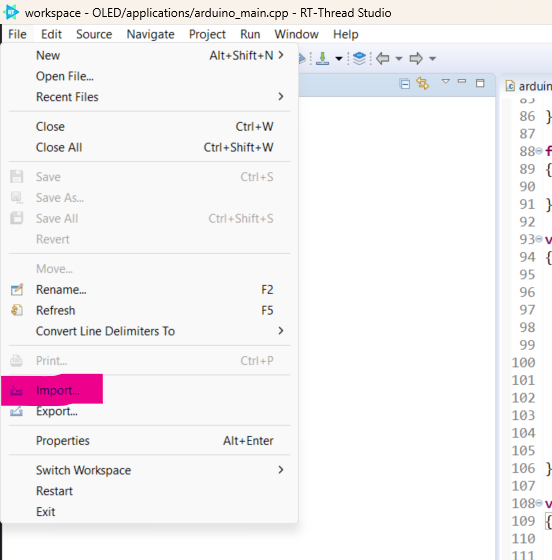 workspace - OLED/applications/arduino_main.cpp - RT-Thread Studio
File Edit Source Navigate Project Run Window Help
New Alt+Shift+N
Open File...
Recent Files
Close Ctrl+W
Close All Ctrl+Shift+W
Save Ctrl+S
Save As...
Save All Ctrl+Shift+S
Revert
Move...
Rename... F2
Refresh F5
Convert Line Delimiters To
Print... Ctrl+P
Import...
Export...
Properties Alt+Enter
Switch Workspace
Restart
Exit
arduin
85
86 }
87
88 f
89 {
90
91 }
92
93 v
94 {
95
96
97
98
99
100
101
102
103
104
105
106 }
107
108 v
109 {
110
111